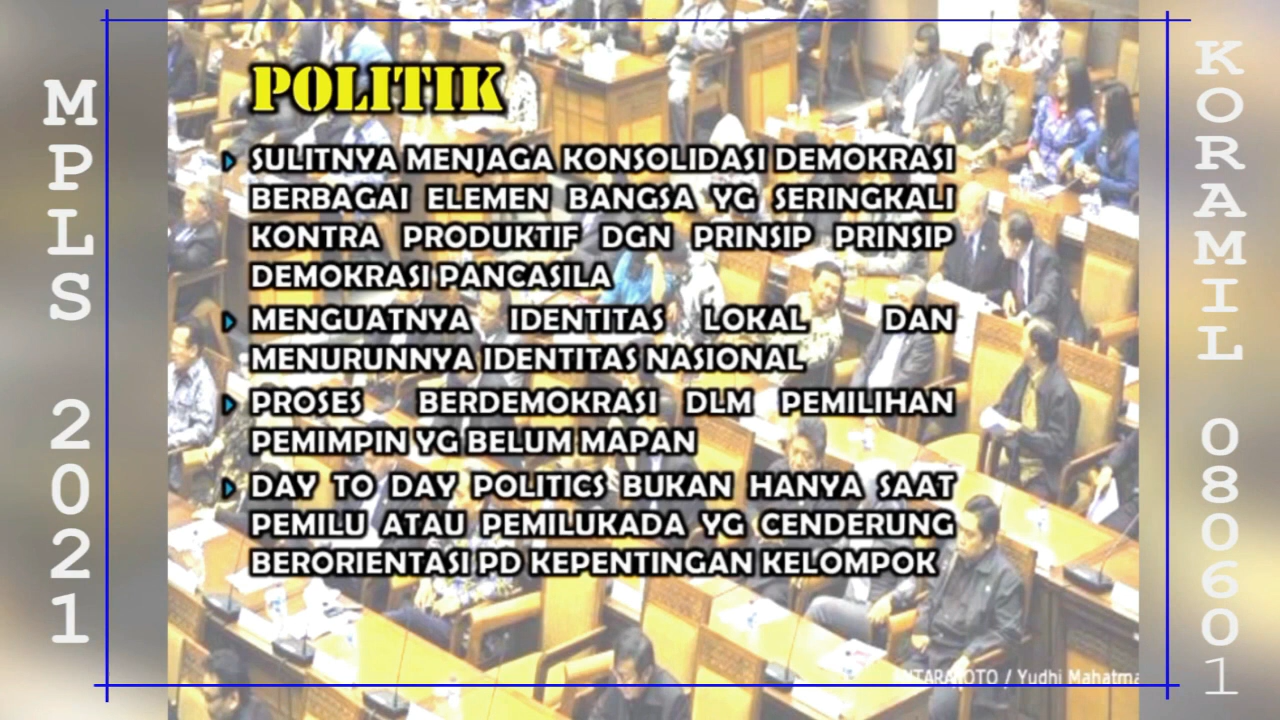 MPLS 2021
POLITIK
SULITNYA MENJAGA KONSOLIDASI DEMOKRASI
BERBAGAI ELEMEN BANGSA YG SERINGKALI
KONTRA PRODUKTIF DGN PRINSIP PRINSIP
DEMOKRASI PANCASILA
MENGUATNYA IDENTITAS LOKAL DAN
MENURUNNYA IDENTITAS NASIONAL
PROSES BERDEMOKRASI DLM PEMILIHAN
PEMIMPIN YG BELUM MAPAN
DAY TO DAY POLITICS BUKAN HANYA SAAT
PEMILU ATAU PEMILUKADA YG CENDERUNG
BERORIENTASI PD KEPENTINGAN KELOMPOK
/ Yudhi Mahatma
KORAMIL 080601